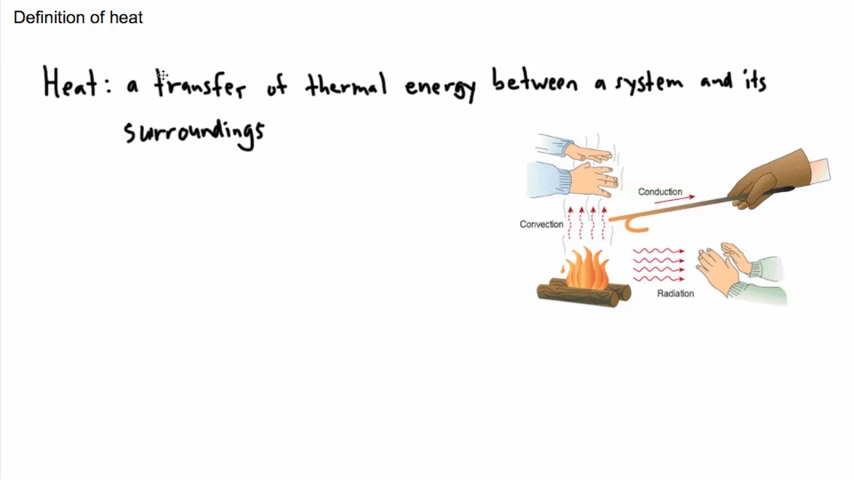 Definition of heat
Heat: a transfer of thermal energy between a system and its
surroundings
Conduction
Convection
Radiation